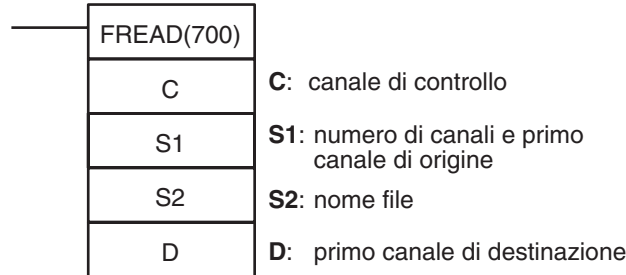 FREAD(700)
C
C: canale di controllo
S1
S1: numero di canali e primo
canale di origine
S2
S2: nome file
D
D: primo canale di destinazione